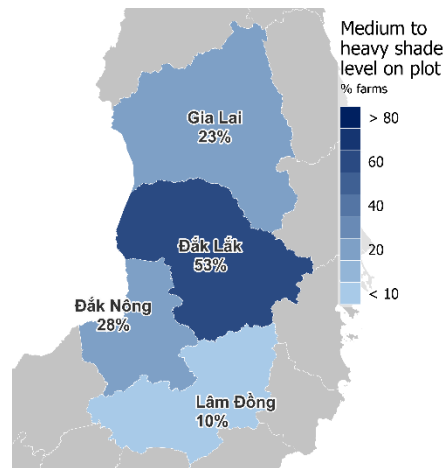 Medium to
heavy shade
level on plot
% farms
> 80
60
40
20
< 10
Gia Lai
23%
Đắk Lắk
53%
Đắk Nông
28%
Lâm Đồng
10%